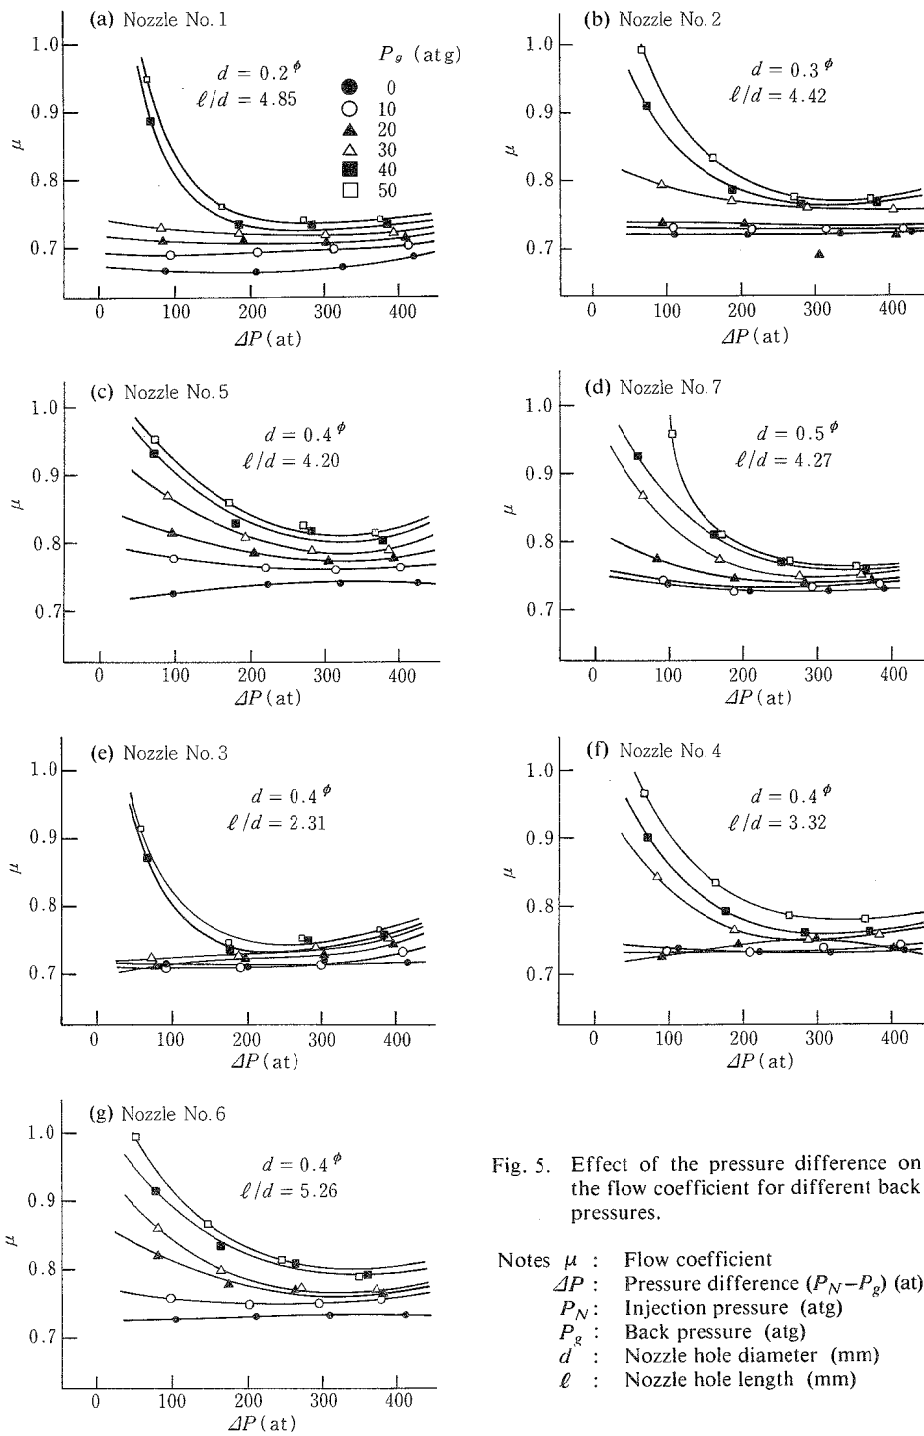 (a) Nozzle No. 1
d = 0.2ᵠ
ℓ/d = 4.85
P_g (atg)
0
10
20
30
40
50
μ
1.0
0.9
0.8
0.7
0 100 200 300 400
ΔP (at)
(b) Nozzle No. 2
d = 0.3ᵠ
ℓ/d = 4.42
μ
1.0
0.9
0.8
0.7
0 100 200 300 400
ΔP (at)
(c) Nozzle No. 5
d = 0.4ᵠ
ℓ/d = 4.20
μ
1.0
0.9
0.8
0.7
0 100 200 300 400
ΔP (at)
(d) Nozzle No. 7
d = 0.5ᵠ
ℓ/d = 4.27
μ
1.0
0.9
0.8
0.7
0 100 200 300 400
ΔP (at)
(e) Nozzle No. 3
d = 0.4ᵠ
ℓ/d = 2.31
μ
1.0
0.9
0.8
0.7
0 100 200 300 400
ΔP (at)
(f) Nozzle No. 4
d = 0.4ᵠ
ℓ/d = 3.32
μ
1.0
0.9
0.8
0.7
0 100 200 300 400
ΔP (at)
(g) Nozzle No. 6
d = 0.4ᵠ
ℓ/d = 5.26
μ
1.0
0.9
0.8
0.7
0 100 200 300 400
ΔP (at)
Fig. 5. Effect of the pressure difference on
the flow coefficient for different back
pressures.
Notes μ : Flow coefficient
ΔP : Pressure difference (P_N−P_g) (at)
P_N : Injection pressure (atg)
P_g : Back pressure (atg)
d : Nozzle hole diameter (mm)
ℓ : Nozzle hole length (mm)